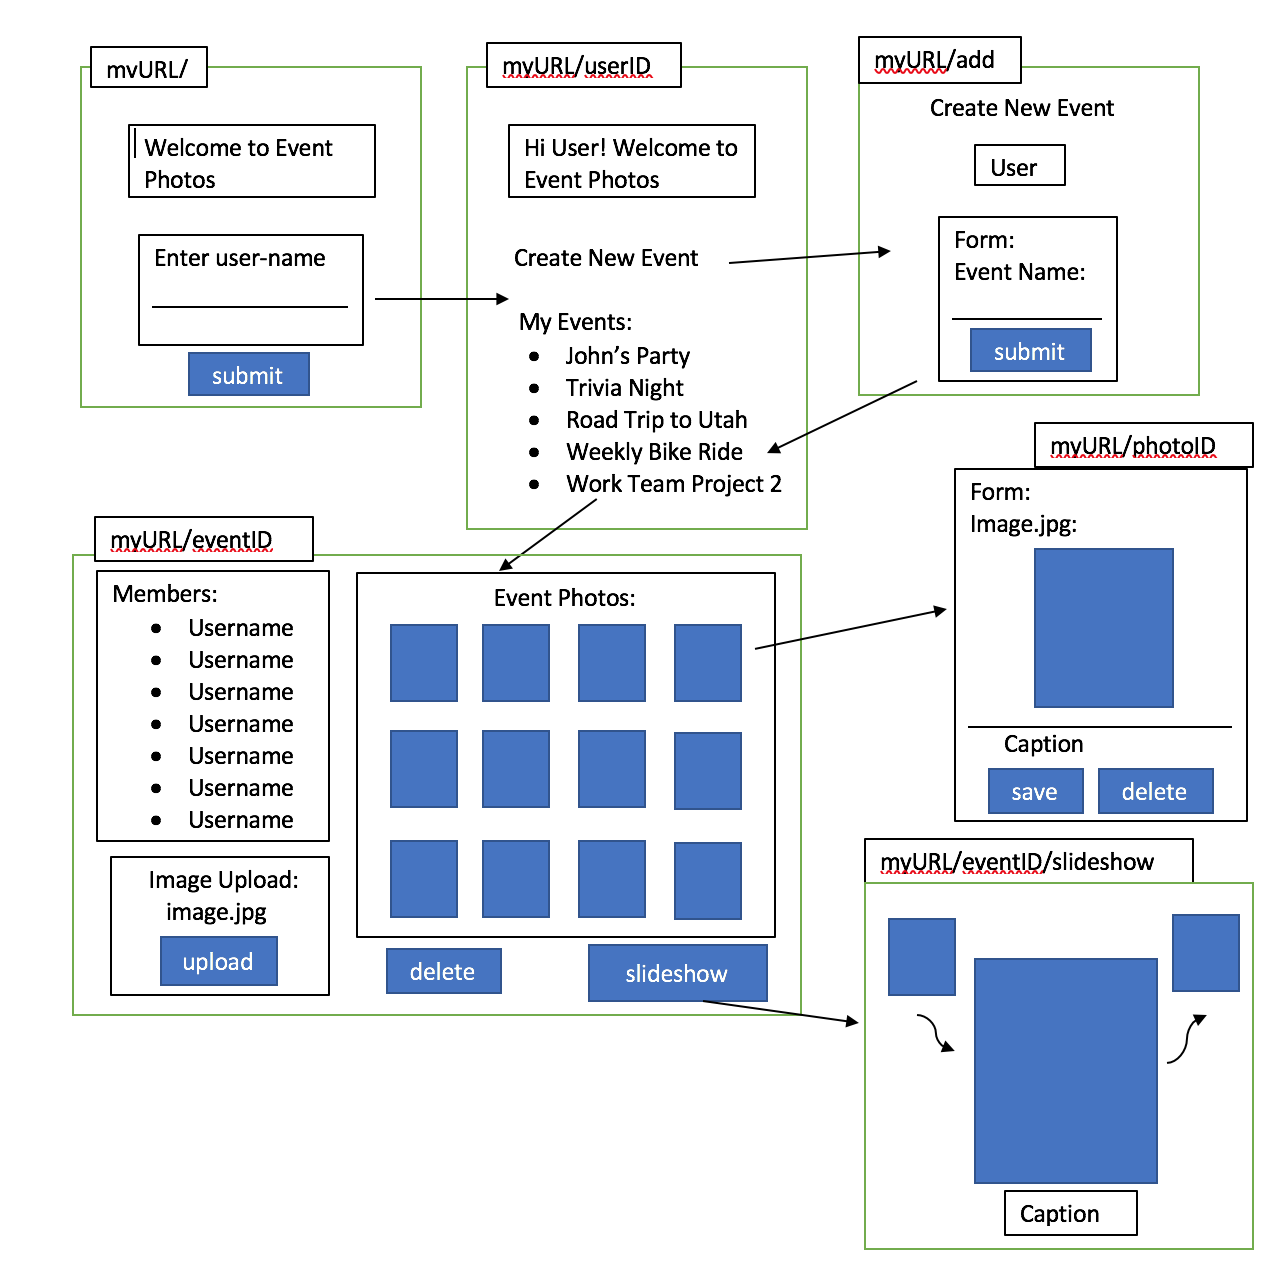 mvURL/
Welcome to Event
Photos
Enter user-name
submit
myURL/userID
Hi User! Welcome to
Event Photos
Create New Event
My Events:
● John’s Party
● Trivia Night
● Road Trip to Utah
● Weekly Bike Ride
● Work Team Project 2
myURL/add
Create New Event
User
Form:
Event Name:
submit
myURL/photoID
Form:
Image.jpg:
Caption
save
delete
myURL/eventID
Members:
● Username
● Username
● Username
● Username
● Username
● Username
● Username
Image Upload:
image.jpg
upload
Event Photos:
delete
slideshow
myURL/eventID/slideshow
Caption